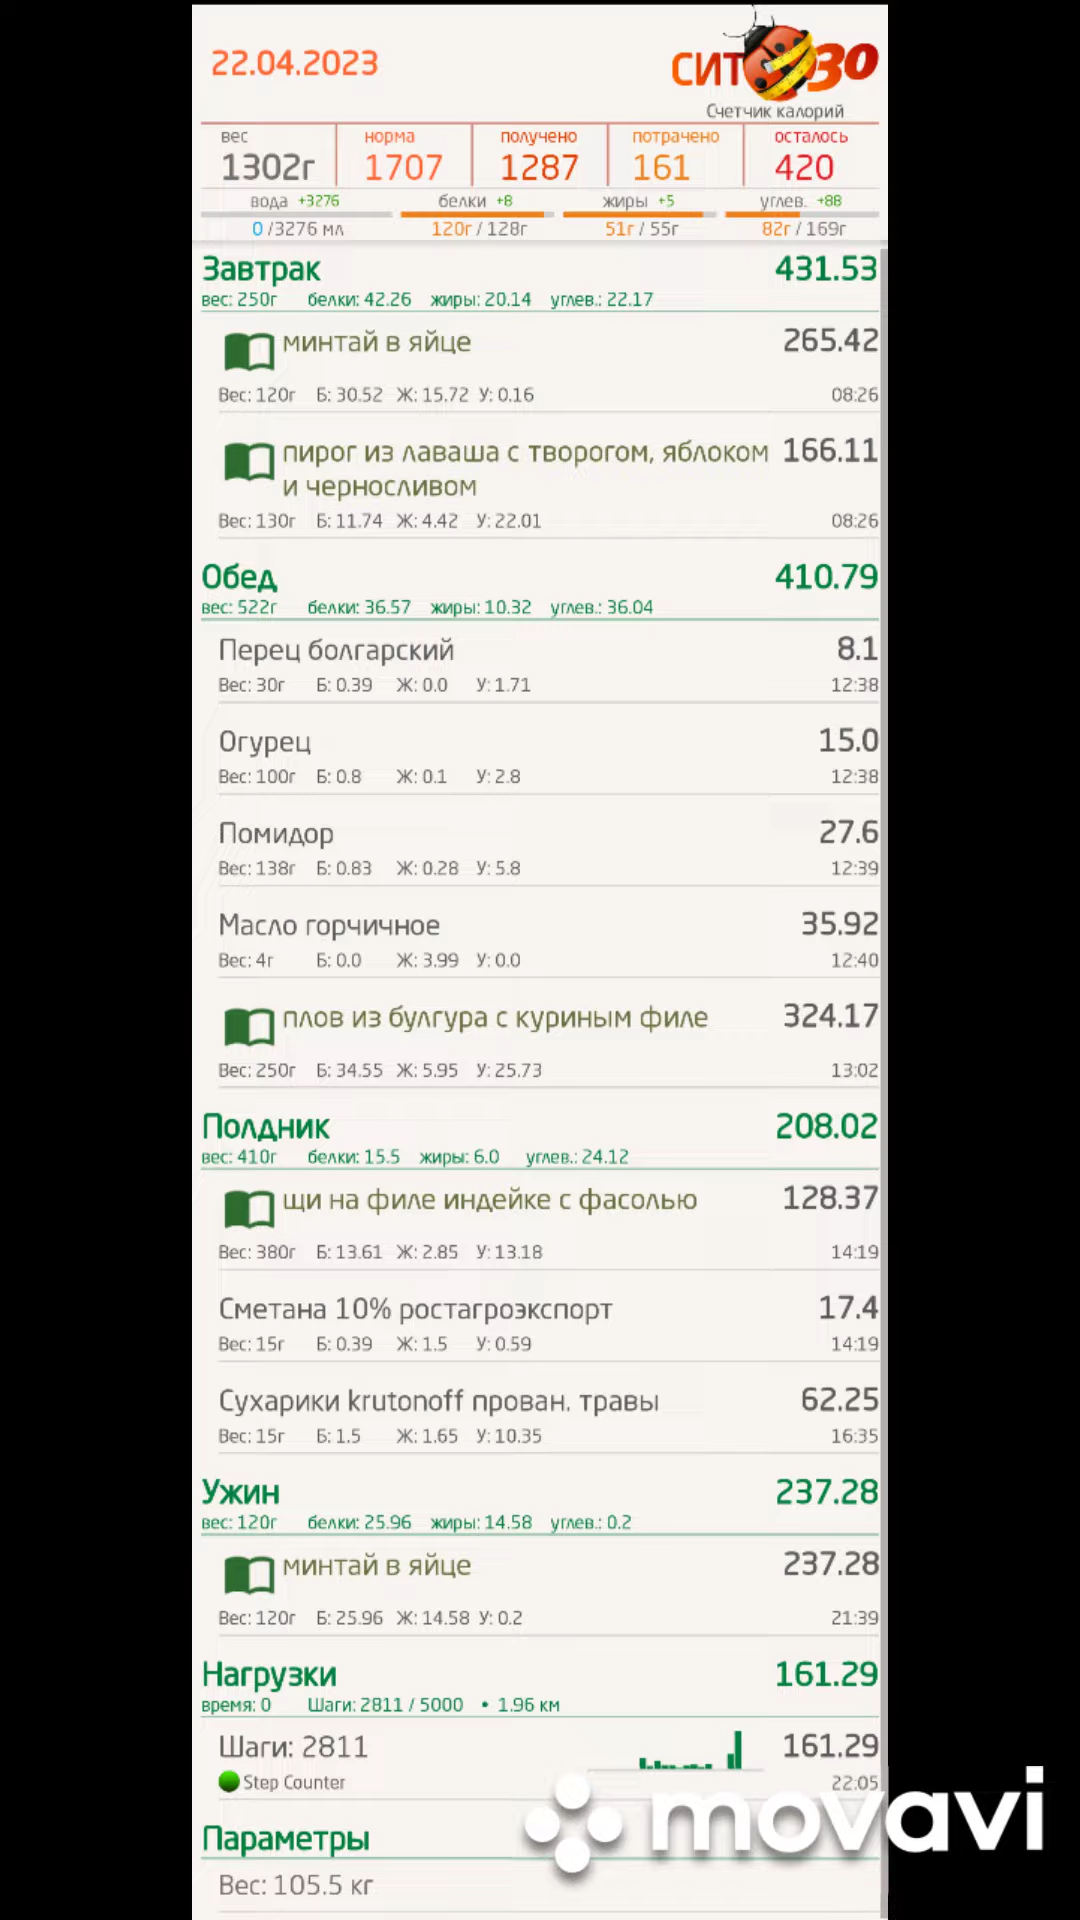 22.04.2023
СИТ 30
Счетчик калорий
вес норма получено потрачено осталось
1302г 1707 1287 161 420
вода +3276 белки +8 жиры +5 углев. +88
0 /3276 мл 120г / 128г 51г / 55г 82г / 169г
Завтрак 431.53
вес: 250г белки: 42.26 жиры: 20.14 углев.: 22.17
минтай в яйце 265.42
Вес: 120г Б: 30.52 Ж: 15.72 У: 0.16 08:26
пирог из лаваша с творогом, яблоком 166.11
и черносливом
Вес: 130г Б: 11.74 Ж: 4.42 У: 22.01 08:26
Обед 410.79
вес: 522г белки: 36.57 жиры: 10.32 углев.: 36.04
Перец болгарский 8.1
Вес: 30г Б: 0.39 Ж: 0.0 У: 1.71 12:38
Огурец 15.0
Вес: 100г Б: 0.8 Ж: 0.1 У: 2.8 12:38
Помидор 27.6
Вес: 138г Б: 0.83 Ж: 0.28 У: 5.8 12:39
Масло горчичное 35.92
Вес: 4г Б: 0.0 Ж: 3.99 У: 0.0 12:40
плов из булгура с куриным филе 324.17
Вес: 250г Б: 34.55 Ж: 5.95 У: 25.73 13:02
Полдник 208.02
вес: 410г белки: 15.5 жиры: 6.0 углев.: 24.12
щи на филе индейке с фасолью 128.37
Вес: 380г Б: 13.61 Ж: 2.85 У: 13.18 14:19
Сметана 10% ростагроэкспорт 17.4
Вес: 15г Б: 0.39 Ж: 1.5 У: 0.59 14:19
Сухарики krutonoff прован. травы 62.25
Вес: 15г Б: 1.5 Ж: 1.65 У: 10.35 16:35
Ужин 237.28
вес: 120г белки: 25.96 жиры: 14.58 углев.: 0.2
минтай в яйце 237.28
Вес: 120г Б: 25.96 Ж: 14.58 У: 0.2 21:39
Нагрузки 161.29
время: 0 Шаги: 2811 / 5000 • 1.96 км
Шаги: 2811 161.29
Step Counter 22:05
movavi
Параметры
Вес: 105.5 кг